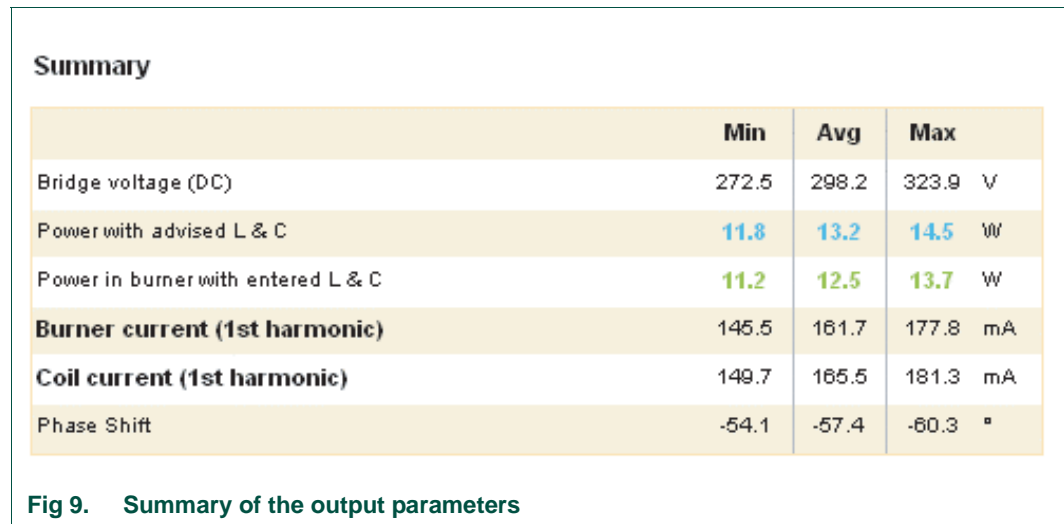 Summary
Min Avg Max
Bridge voltage (DC) 272.5 298.2 323.9 V
Power with advised L & C 11.8 13.2 14.5 W
Power in burner with entered L & C 11.2 12.5 13.7 W
Burner current (1st harmonic) 145.5 161.7 177.8 mA
Coil current (1st harmonic) 149.7 165.5 181.3 mA
Phase Shift -54.1 -57.4 -60.3 °
Fig 9. Summary of the output parameters